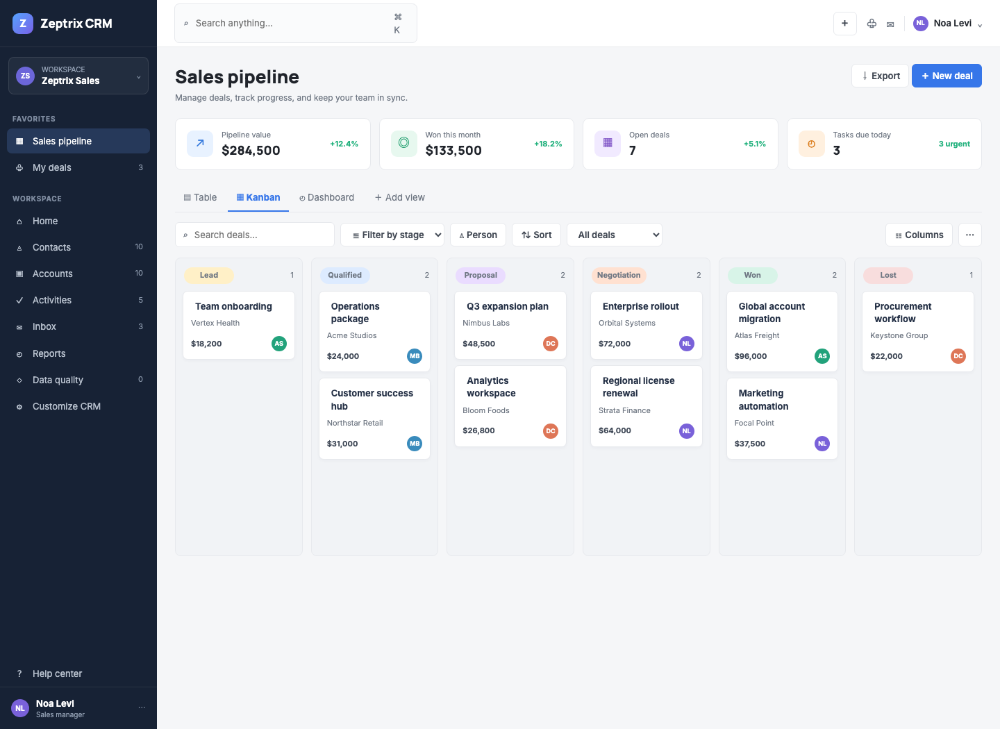 Z Zeptrix CRM
ZS WORKSPACE
Zeptrix Sales
FAVORITES
Sales pipeline
My deals 3
WORKSPACE
Home
Contacts 10
Accounts 10
Activities 5
Inbox 3
Reports
Data quality 0
Customize CRM
? Help center
NL Noa Levi
Sales manager
...
Search anything... ⌘ K
+ NL Noa Levi
Sales pipeline
Manage deals, track progress, and keep your team in sync.
Export + New deal
Pipeline value
$284,500 +12.4%
Won this month
$133,500 +18.2%
Open deals
7 +5.1%
Tasks due today
3 3 urgent
Table Kanban Dashboard + Add view
Search deals... Filter by stage Person Sort All deals Columns ...
Lead 1
Team onboarding
Vertex Health
$18,200 AS
Qualified 2
Operations
package
Acme Studios
$24,000 MB
Customer success
hub
Northstar Retail
$31,000 MB
Proposal 2
Q3 expansion plan
Nimbus Labs
$48,500 DC
Analytics
workspace
Bloom Foods
$26,800 DC
Negotiation 2
Enterprise rollout
Orbital Systems
$72,000 NL
Regional license
renewal
Strata Finance
$64,000 NL
Won 2
Global account
migration
Atlas Freight
$96,000 AS
Marketing
automation
Focal Point
$37,500 NL
Lost 1
Procurement
workflow
Keystone Group
$22,000 DC